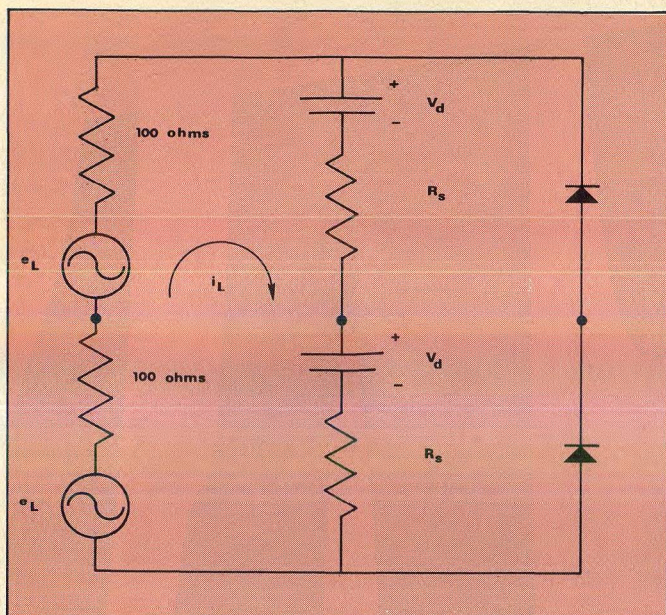 +
V_d
100 ohms
−
R_s
e_L
i_L
+
V_d
100 ohms
−
R_s
e_L